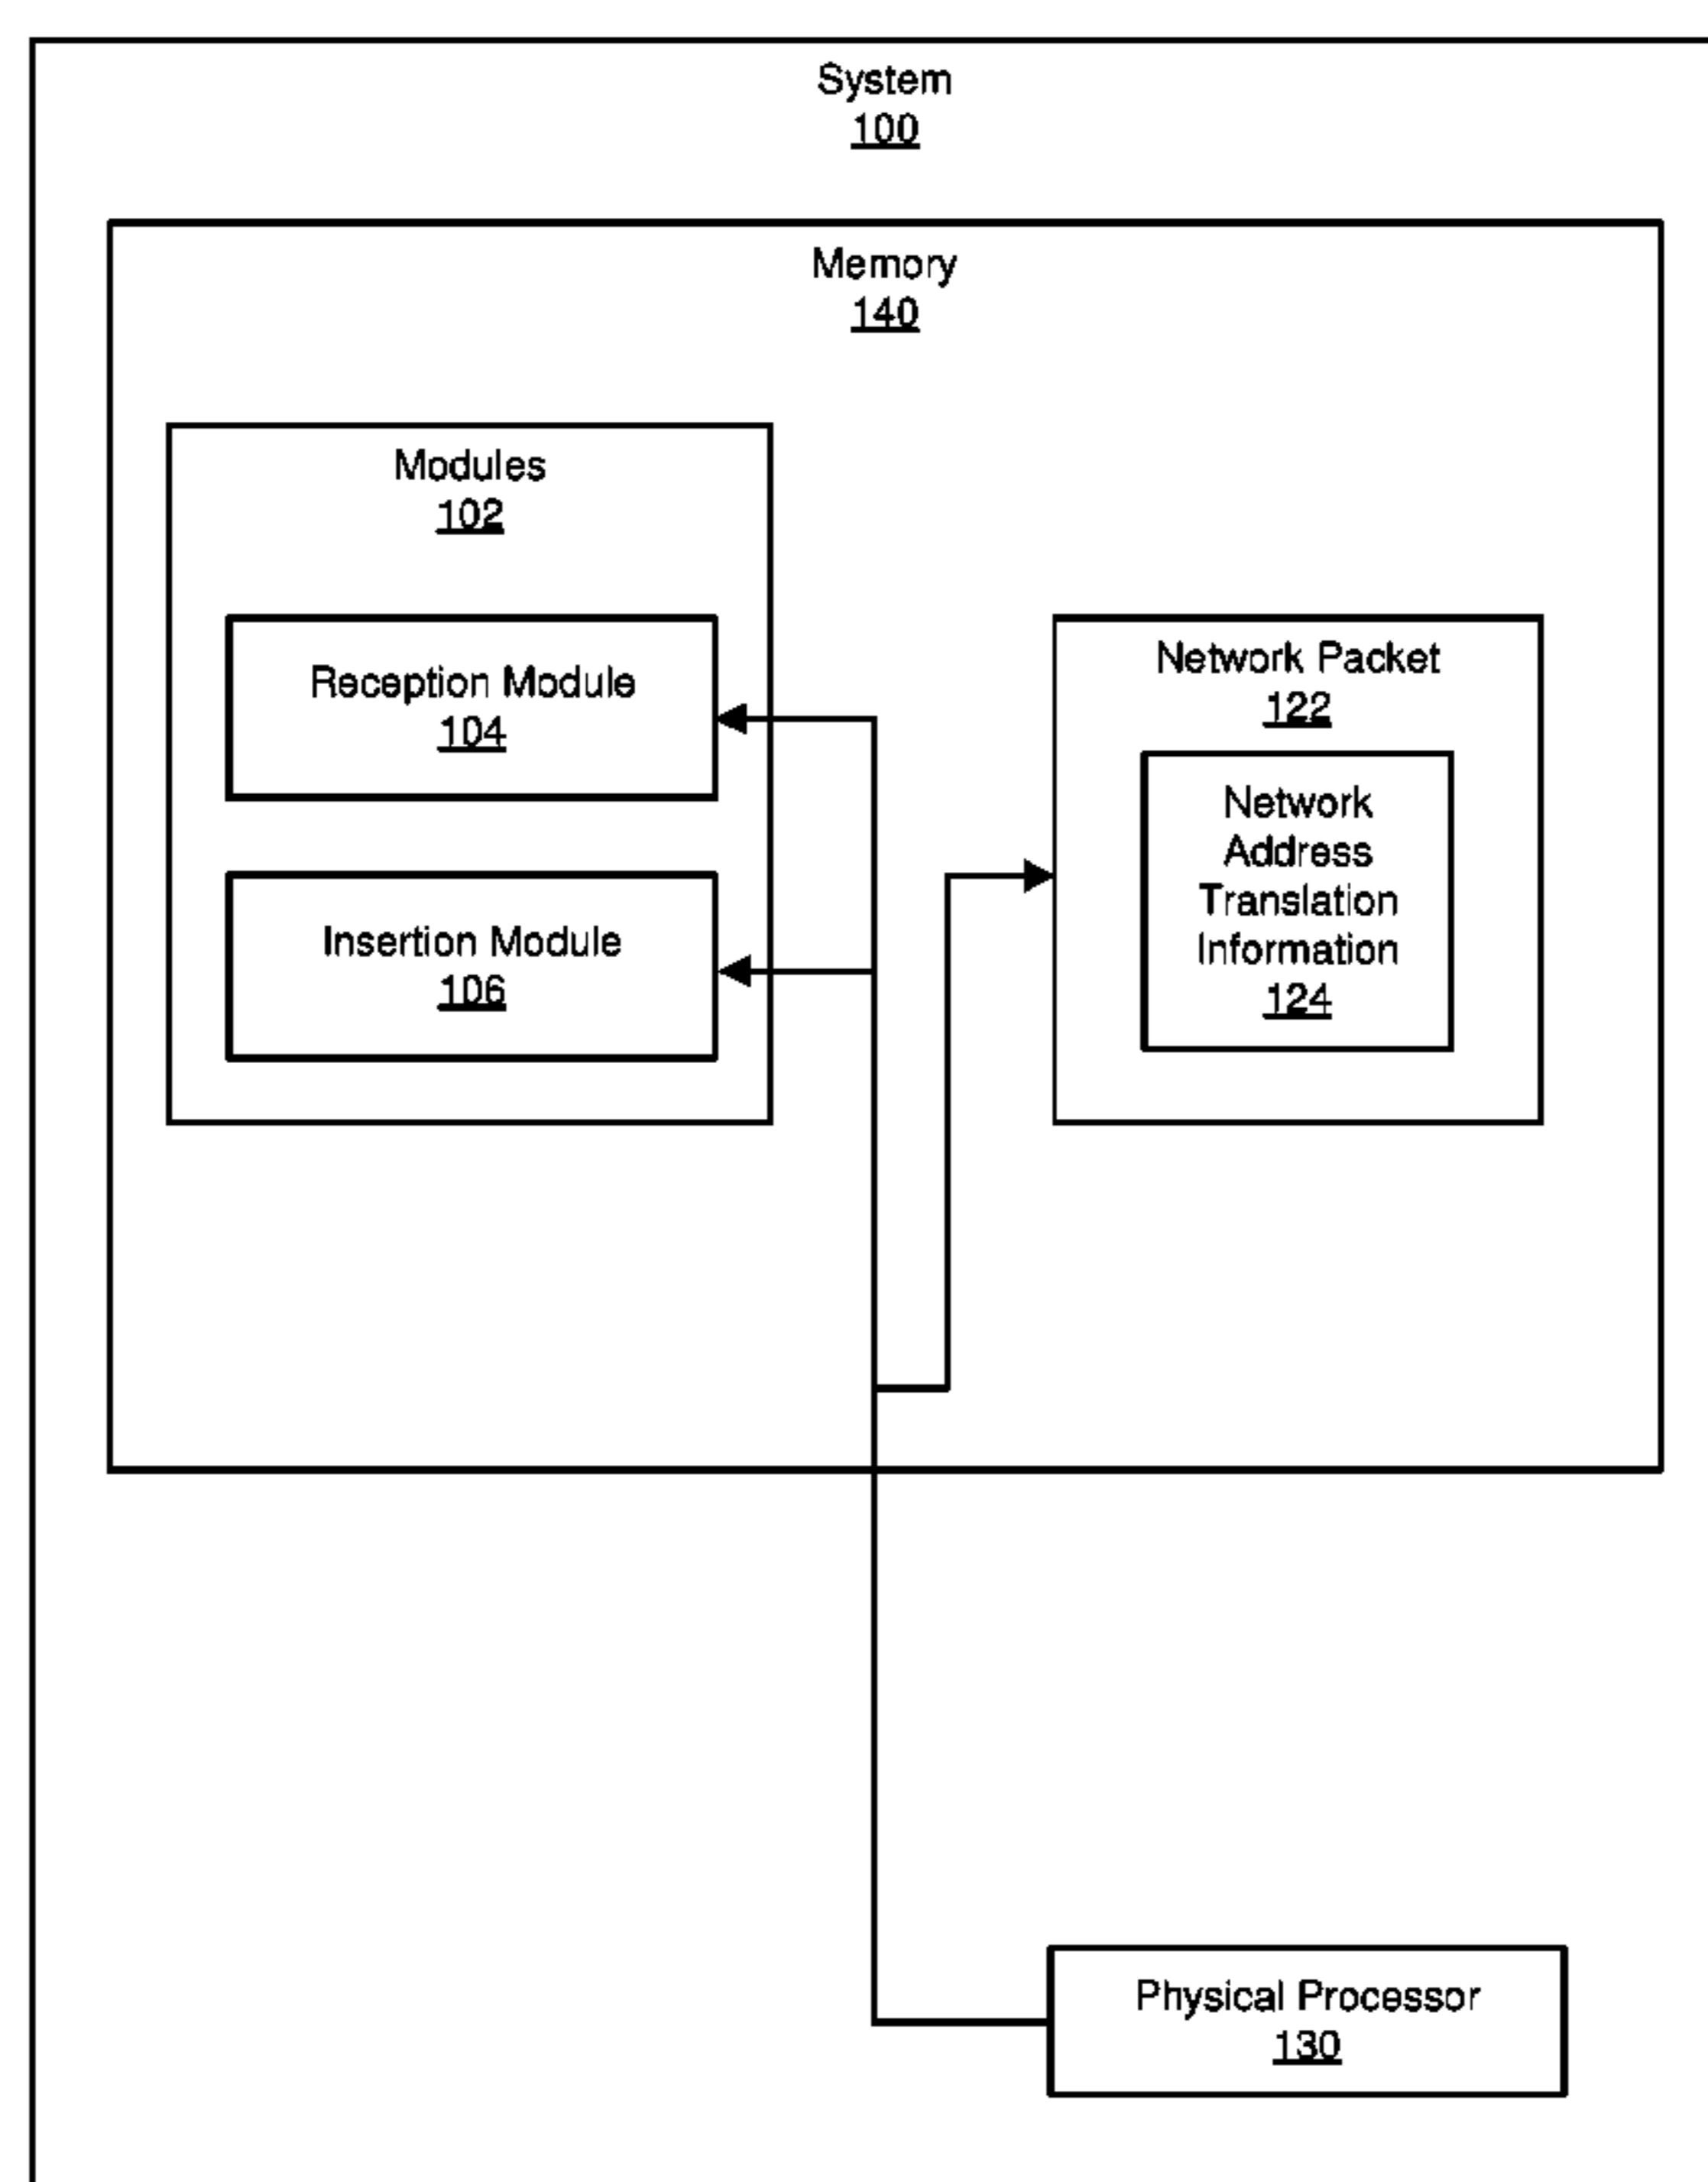 System
100
Memory
140
Modules
102
Reception Module
104
Insertion Module
106
Network Packet
122
Network
Address
Translation
Information
124
Physical Processor
130